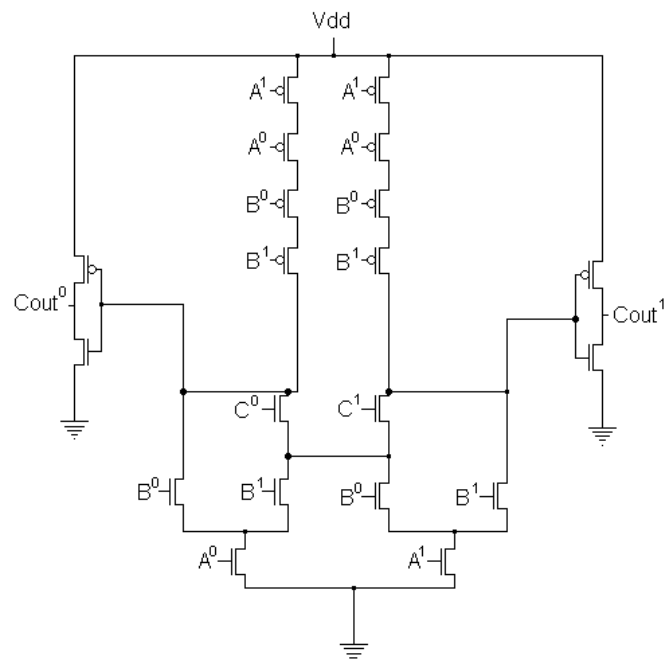 Vdd
A¹ A¹
A⁰ A⁰
B⁰ B⁰
B¹ B¹
Cout⁰ Cout¹
C⁰ C¹
B⁰ B¹ B⁰ B¹
A⁰ A¹